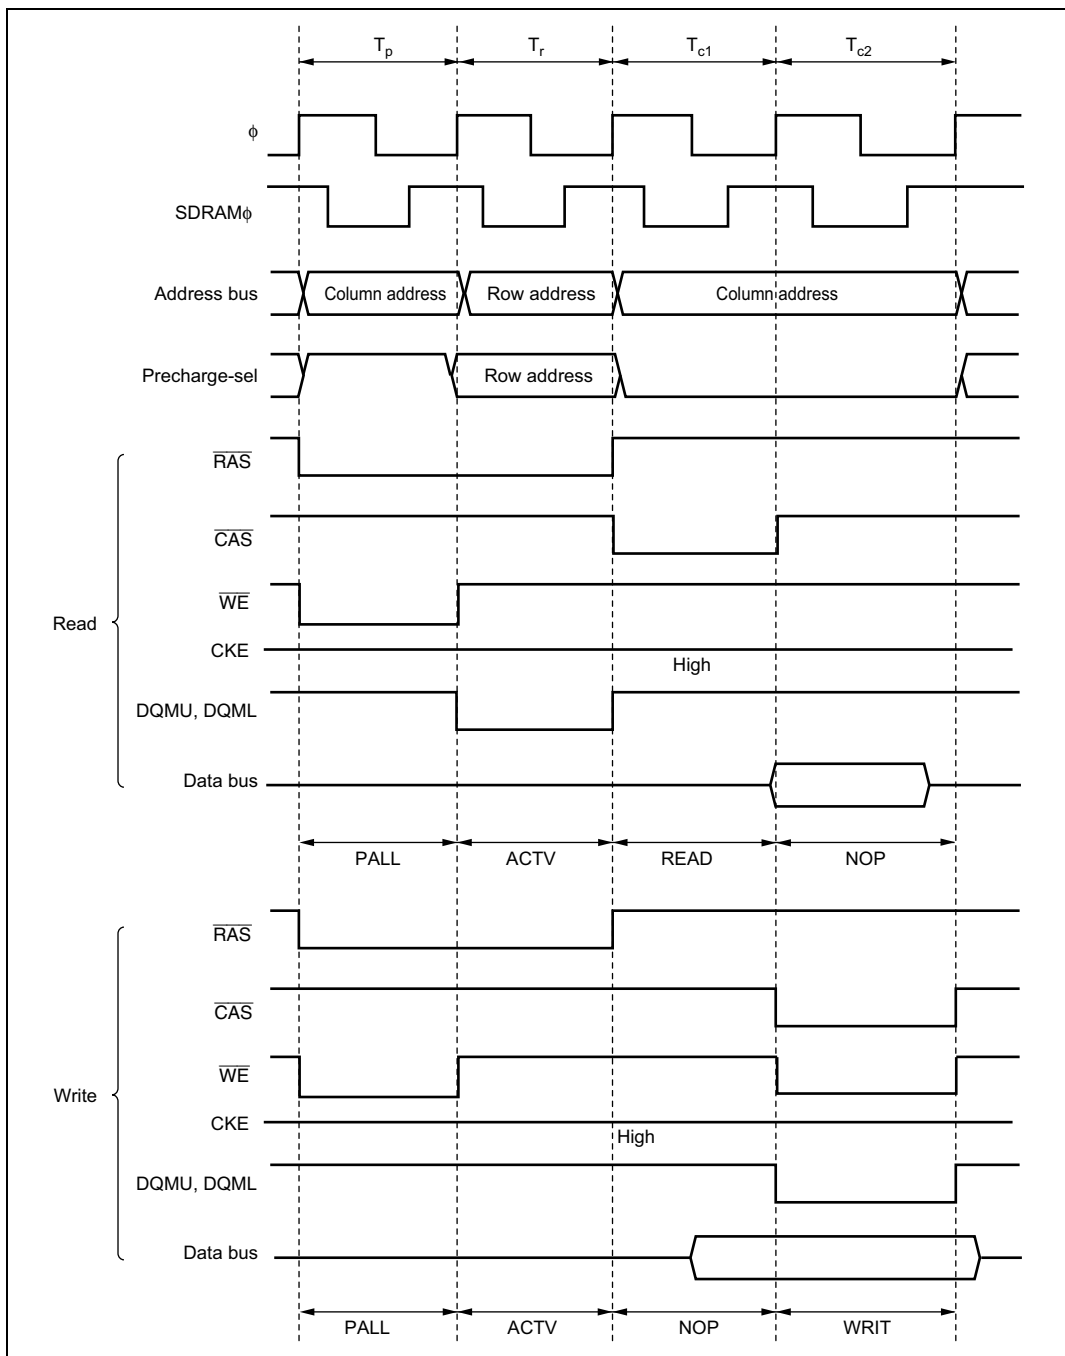 Tp Tr Tc1 Tc2
ϕ
SDRAMϕ
Address bus Column address Row address Column address
Precharge-sel Row address
RAS
CAS
WE
Read
CKE High
DQMU, DQML
Data bus
PALL ACTV READ NOP
RAS
CAS
WE
Write
CKE High
DQMU, DQML
Data bus
PALL ACTV NOP WRIT